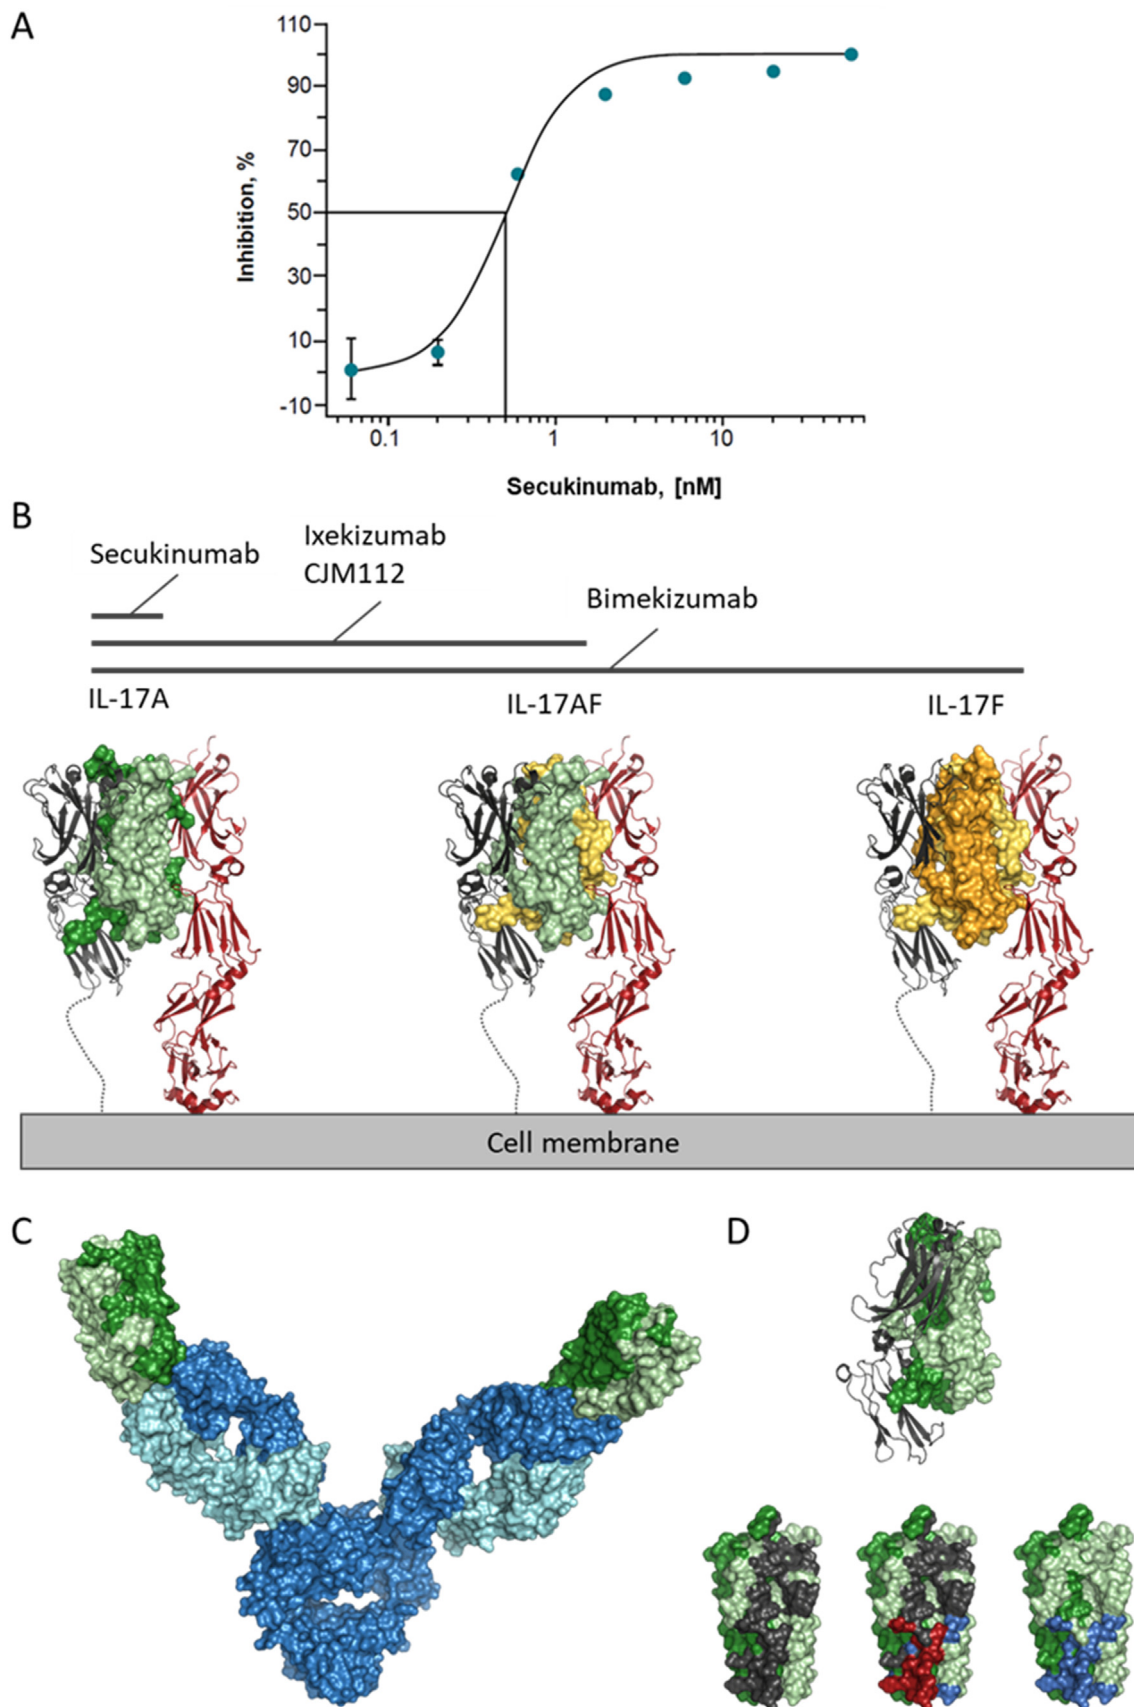 A
110
90
70
50
30
10
-10
Inhibition, %
0.1 1 10
Secukinumab, [nM]
B
Secukinumab
Ixekizumab
CJM112
Bimekizumab
IL-17A IL-17AF IL-17F
Cell membrane
C
D